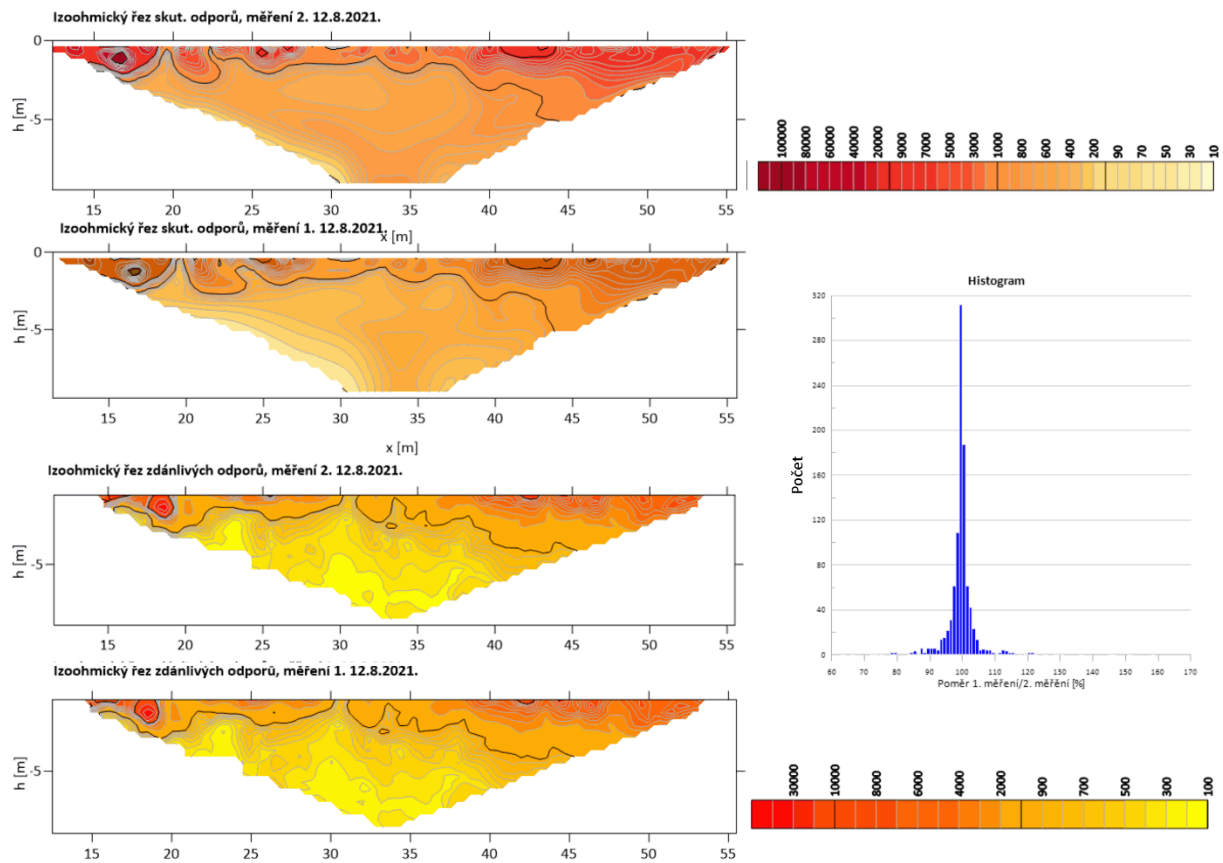 Izoohmický řez skut. odporů, měření 2. 12.8.2021.
0
-5
h [m]
15 20 25 30 35 40 45 50 55
x [m]
100000 80000 60000 40000 20000 9000 7000 5000 3000 1000 800 600 400 200 90 70 50 30 10
Izoohmický řez skut. odporů, měření 1. 12.8.2021.
0
-5
h [m]
15 20 25 30 35 40 45 50 55
x [m]
Izoohmický řez zdánlivých odporů, měření 2. 12.8.2021.
-5
h [m]
15 20 25 30 35 40 45 50 55
Izoohmický řez zdánlivých odporů, měření 1. 12.8.2021.
-5
h [m]
15 20 25 30 35 40 45 50 55
Histogram
320
280
240
200
160
120
80
40
0
Počet
60 70 80 90 100 110 120 130 140 150 160 170
Poměr 1. měření/2. měřění [%]
30000 10000 8000 6000 4000 2000 900 700 500 300 100